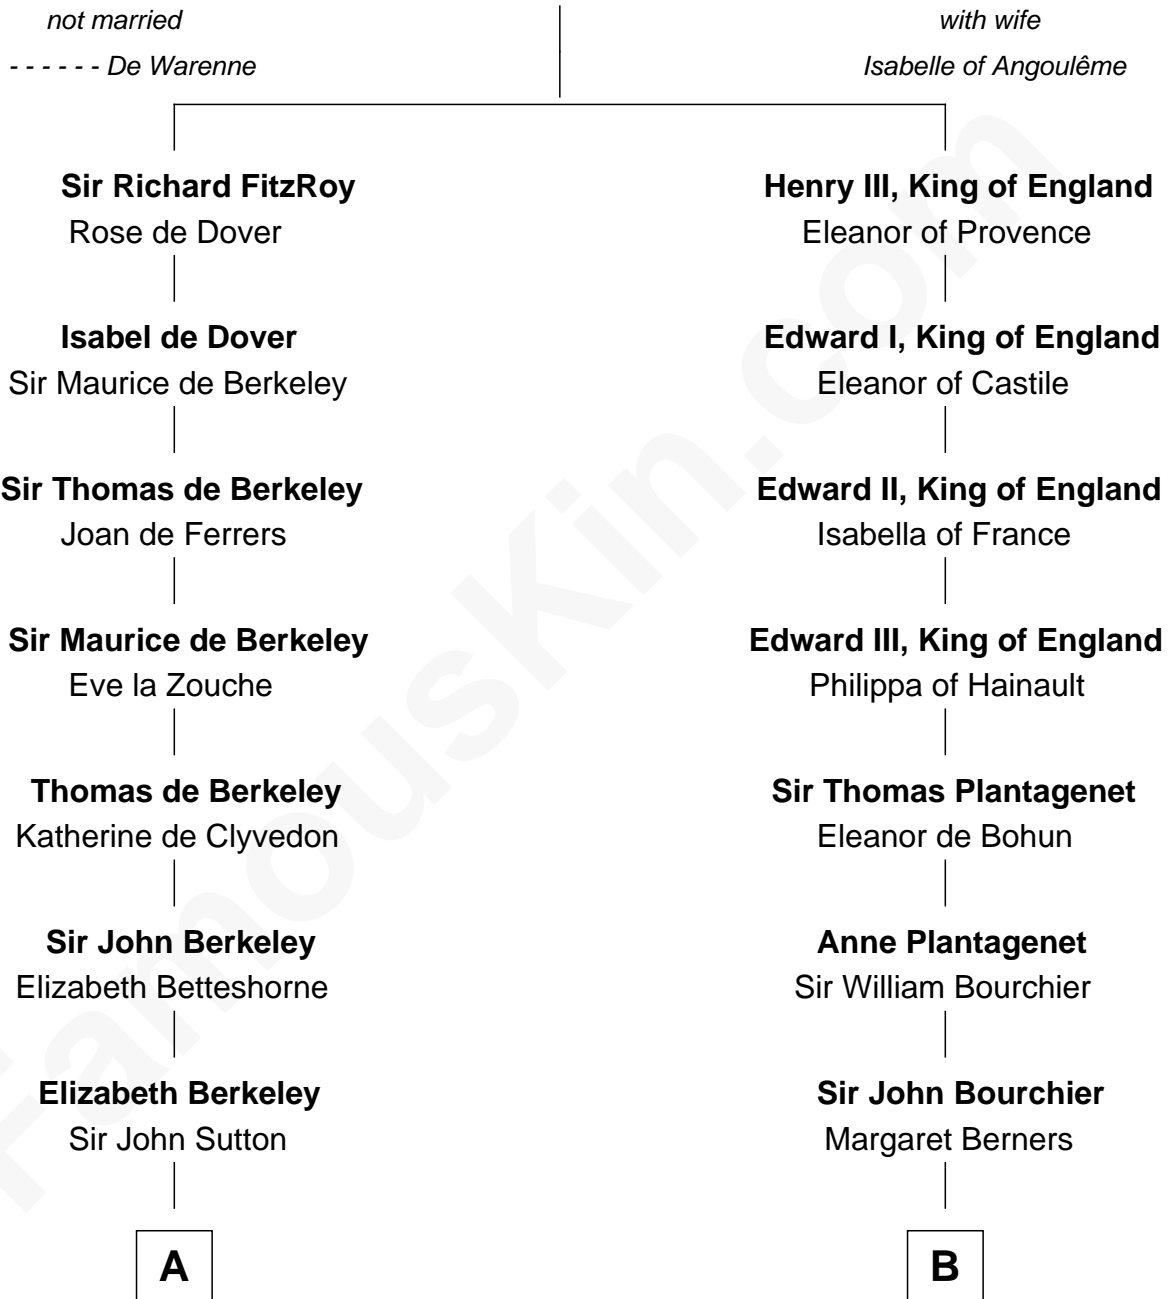 not married
- - - - - - De Warenne
with wife
Isabelle of Angoulême
Sir Richard FitzRoy
Rose de Dover
Henry III, King of England
Eleanor of Provence
Isabel de Dover
Sir Maurice de Berkeley
Edward I, King of England
Eleanor of Castile
Sir Thomas de Berkeley
Joan de Ferrers
Edward II, King of England
Isabella of France
Sir Maurice de Berkeley
Eve la Zouche
Edward III, King of England
Philippa of Hainault
Thomas de Berkeley
Katherine de Clyvedon
Sir Thomas Plantagenet
Eleanor de Bohun
Sir John Berkeley
Elizabeth Betteshorne
Anne Plantagenet
Sir William Bourchier
Elizabeth Berkeley
Sir John Sutton
Sir John Bourchier
Margaret Berners
A
B
FamousKin.com